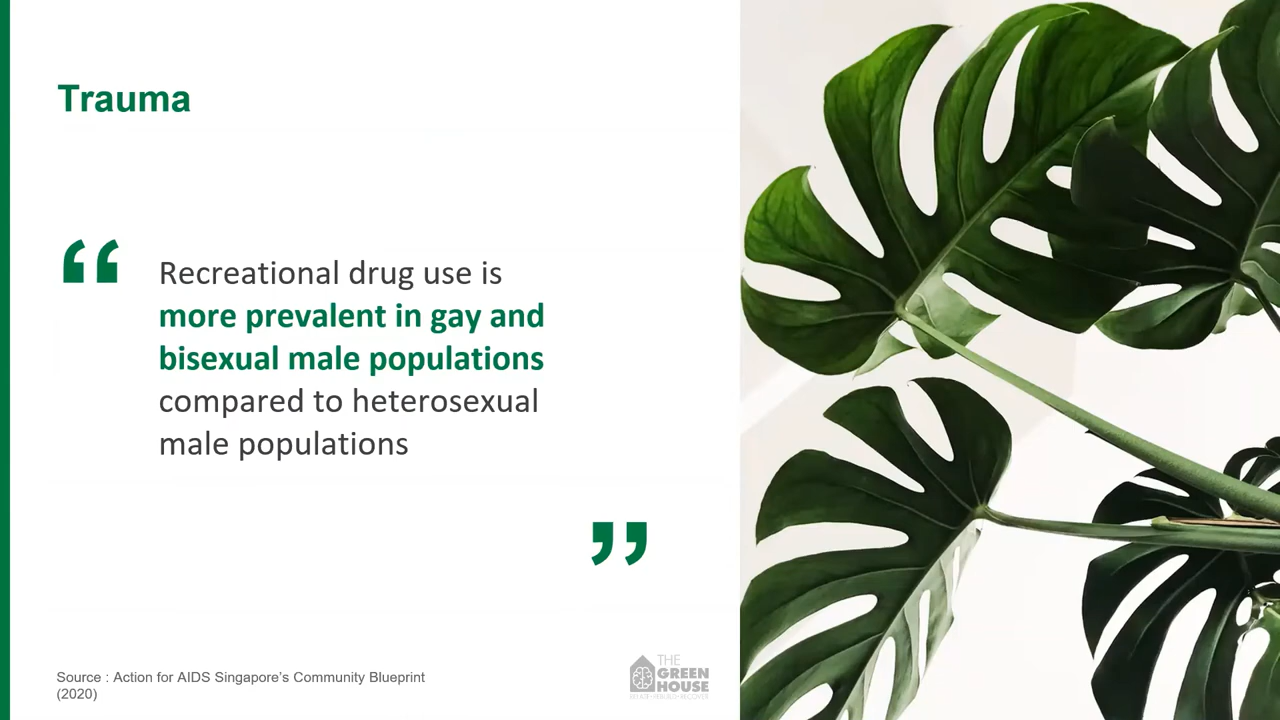 Trauma
“
Recreational drug use is
more prevalent in gay and
bisexual male populations
compared to heterosexual
male populations
”
Source : Action for AIDS Singapore’s Community Blueprint
(2020)
THE
GREEN
HOUSE